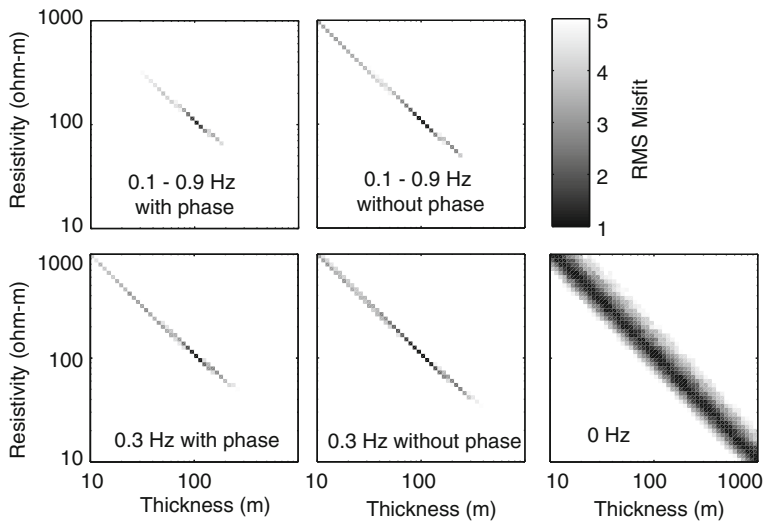 1000
100
10
Resistivity (ohm-m)
0.1 - 0.9 Hz
with phase
0.1 - 0.9 Hz
without phase
5
4
3
2
1
RMS Misfit
1000
100
10
Resistivity (ohm-m)
0.3 Hz with phase
10
100
Thickness (m)
0.3 Hz without phase
10
100
Thickness (m)
0 Hz
10
100
1000
Thickness (m)